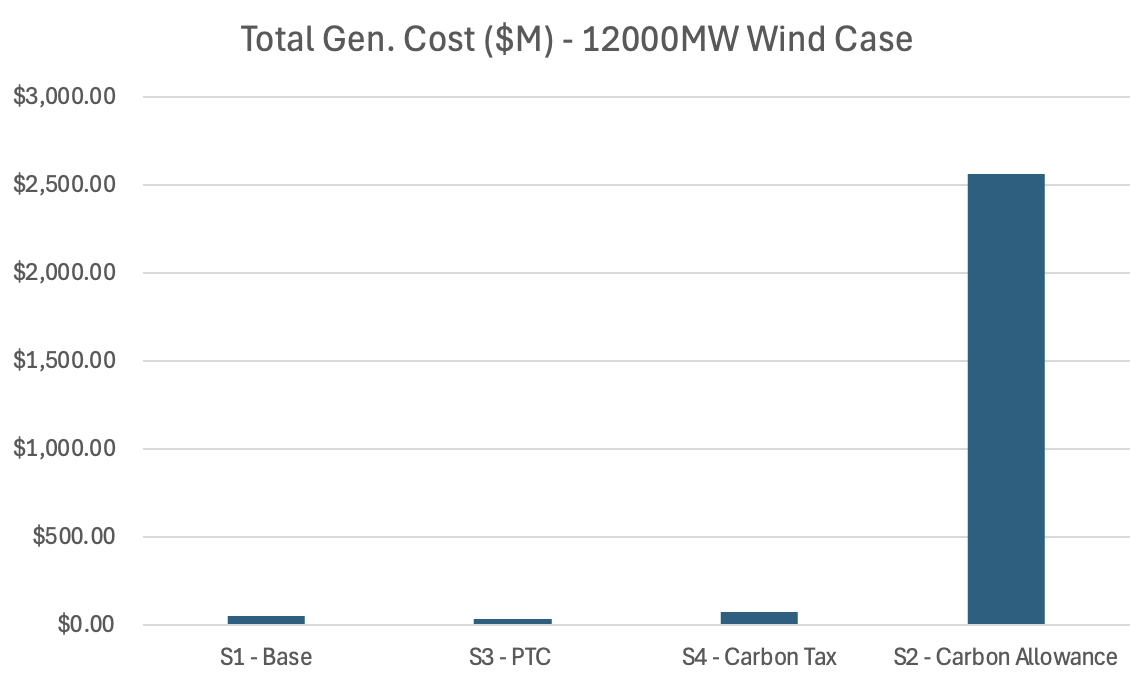 Total Gen. Cost ($M) - 12000MW Wind Case
$3,000.00
$2,500.00
$2,000.00
$1,500.00
$1,000.00
$500.00
$0.00
S1 - Base
S3 - PTC
S4 - Carbon Tax
S2 - Carbon Allowance